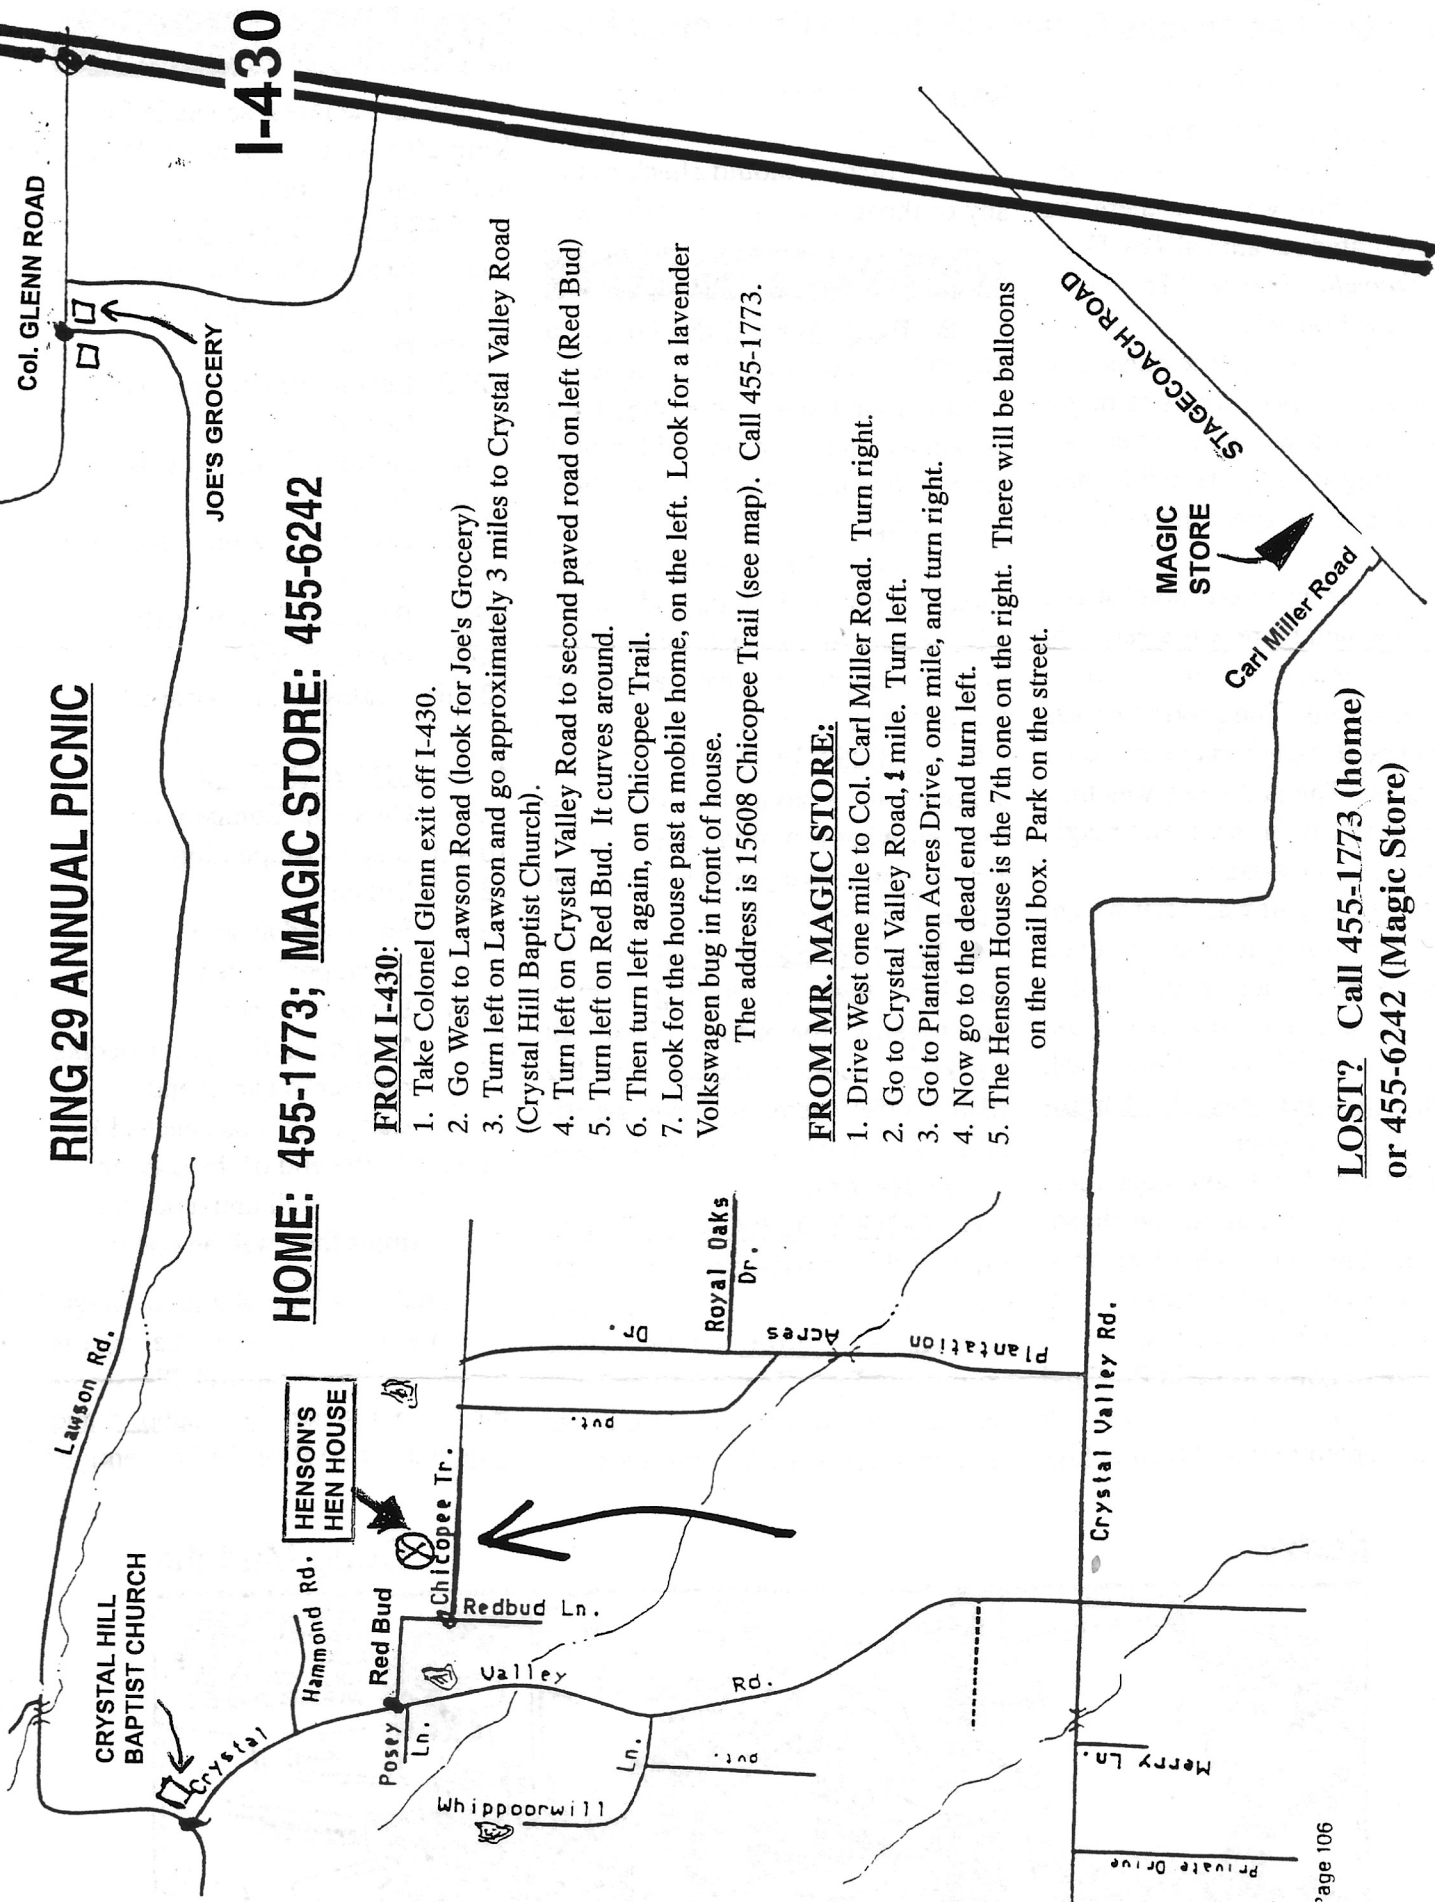 RING 29 ANNUAL PICNIC
HOME: 455-1773; MAGIC STORE: 455-6242
FROM I-430:
1. Take Colonel Glenn exit off I-430.
2. Go West to Lawson Road (look for Joe's Grocery)
3. Turn left on Lawson and go approximately 3 miles to Crystal Valley Road
(Crystal Hill Baptist Church).
4. Turn left on Crystal Valley Road to second paved road on left (Red Bud)
5. Turn left on Red Bud. It curves around.
6. Then turn left again, on Chicopee Trail.
7. Look for the house past a mobile home, on the left. Look for a lavender
Volkswagen bug in front of house.
The address is 15608 Chicopee Trail (see map). Call 455-1773.
FROM MR. MAGIC STORE:
1. Drive West one mile to Col. Carl Miller Road. Turn right.
2. Go to Crystal Valley Road, 1 mile. Turn left.
3. Go to Plantation Acres Drive, one mile, and turn right.
4. Now go to the dead end and turn left.
5. The Henson House is the 7th one on the right. There will be balloons
on the mail box. Park on the street.
LOST? Call 455-1773 (home)
or 455-6242 (Magic Store)
Col. GLENN ROAD
I-430
JOE'S GROCERY
STAGECOACH ROAD
MAGIC
STORE
Carl Miller Road
Lawson Rd.
CRYSTAL HILL
BAPTIST CHURCH
HENSON'S
HEN HOUSE
Hammond Rd.
Red Bud
Chicopee Tr.
Redbud Ln.
Crystal
Valley
Rd.
Posey
Ln.
Whippoorwill
Ln.
pvt.
pvt.
Royal Oaks
Dr.
Plantation
Acres
Dr.
Crystal Valley Rd.
Merry Ln.
Private Drive
Page 106